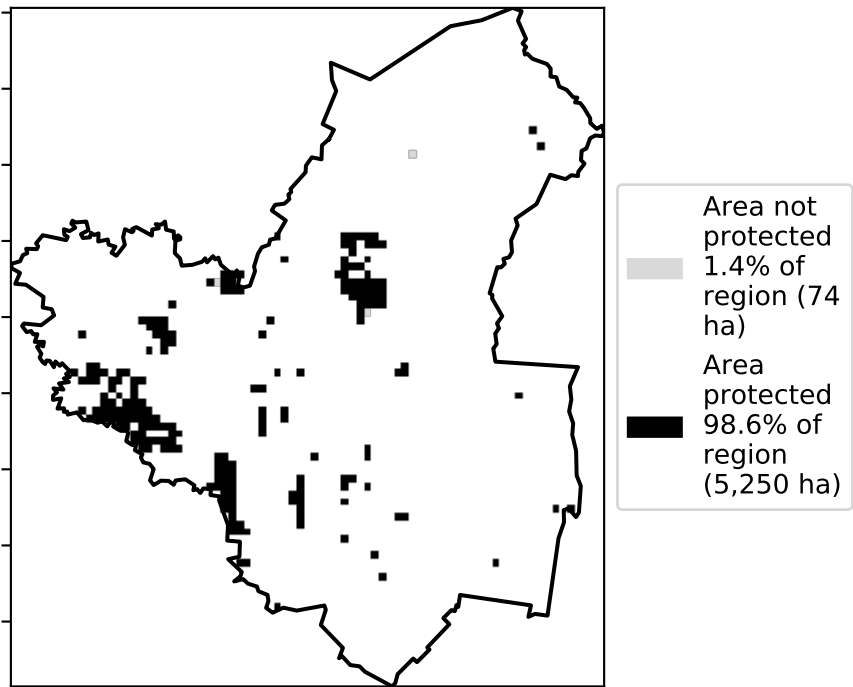 Area not
protected
1.4% of
region (74
ha)
Area
protected
98.6% of
region
(5,250 ha)